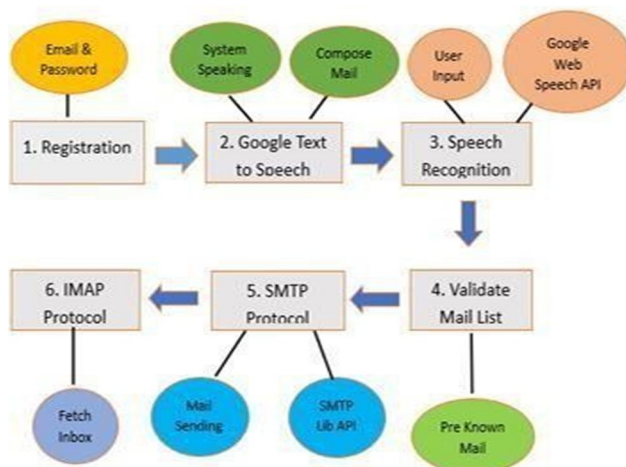 Email &
Password
System
Speaking
Compose
Mail
User
Input
Google
Web
Speech API
1. Registration
2. Google Text
to Speech
3. Speech
Recognition
6. IMAP
Protocol
5. SMTP
Protocol
4. Validate
Mail List
Fetch
Inbox
Mail
Sending
SMTP
Lib API
Pre Known
Mail